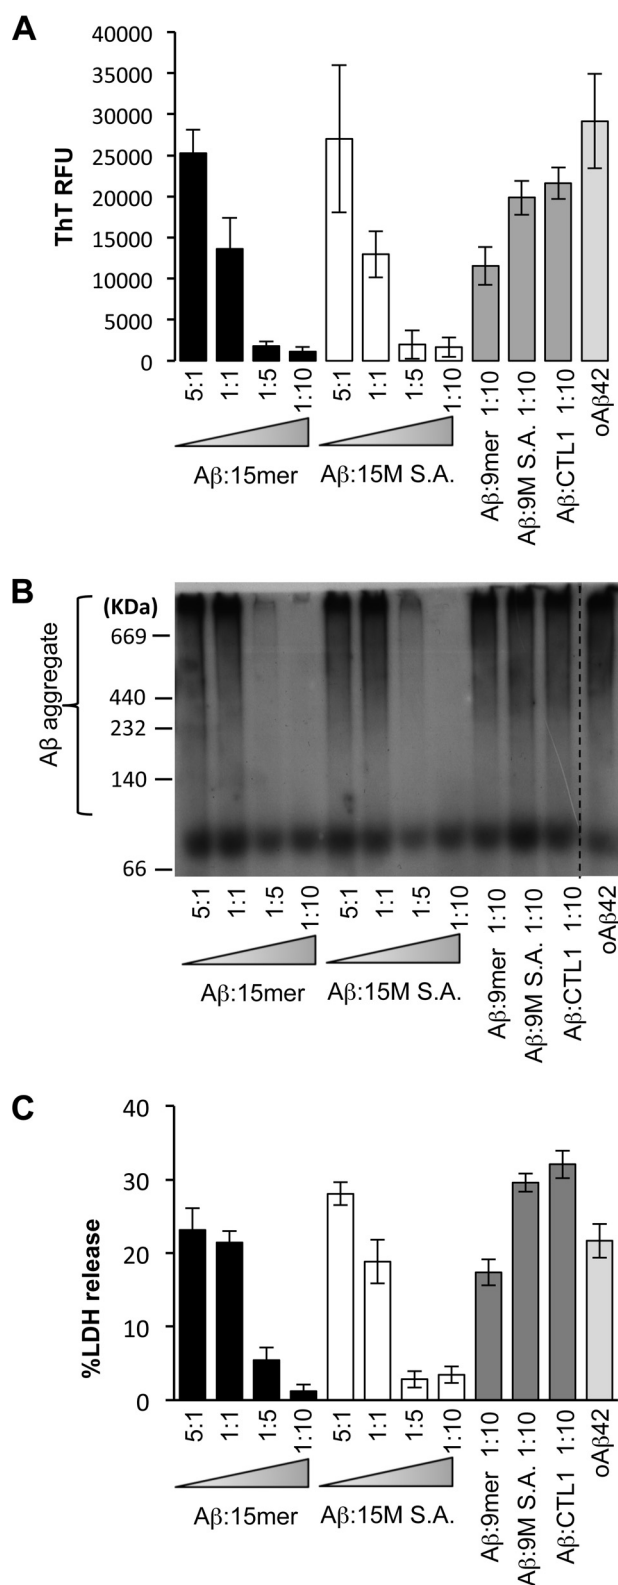 A
40000
35000
30000
25000
20000
15000
10000
5000
0
ThT RFU
5:1
1:1
1:5
1:10
5:1
1:1
1:5
1:10
Aβ:9mer 1:10
Aβ:9M S.A. 1:10
Aβ:CTL1 1:10
oAβ42
Aβ:15mer
Aβ:15M S.A.
B
(KDa)
669
440
232
140
66
Aβ aggregate
5:1
1:1
1:5
1:10
5:1
1:1
1:5
1:10
Aβ:9mer 1:10
Aβ:9M S.A. 1:10
Aβ:CTL1 1:10
oAβ42
Aβ:15mer
Aβ:15M S.A.
C
40
30
20
10
0
%LDH release
5:1
1:1
1:5
1:10
5:1
1:1
1:5
1:10
Aβ:9mer 1:10
Aβ:9M S.A. 1:10
Aβ:CTL1 1:10
oAβ42
Aβ:15mer
Aβ:15M S.A.